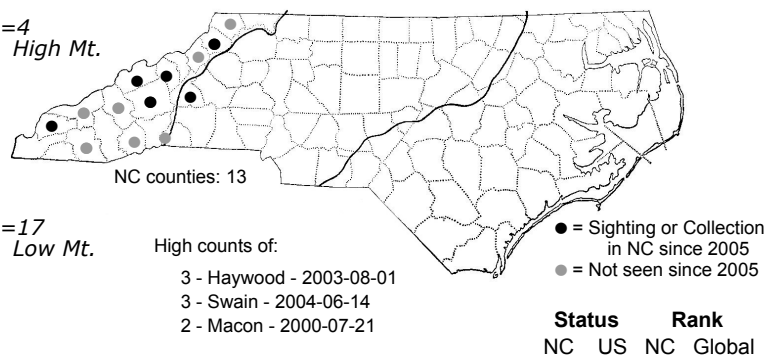 =4
High Mt.
NC counties: 13
=17
Low Mt.
High counts of:
3 - Haywood - 2003-08-01
3 - Swain - 2004-06-14
2 - Macon - 2000-07-21
● = Sighting or Collection
in NC since 2005
● = Not seen since 2005
Status Rank
NC US NC Global